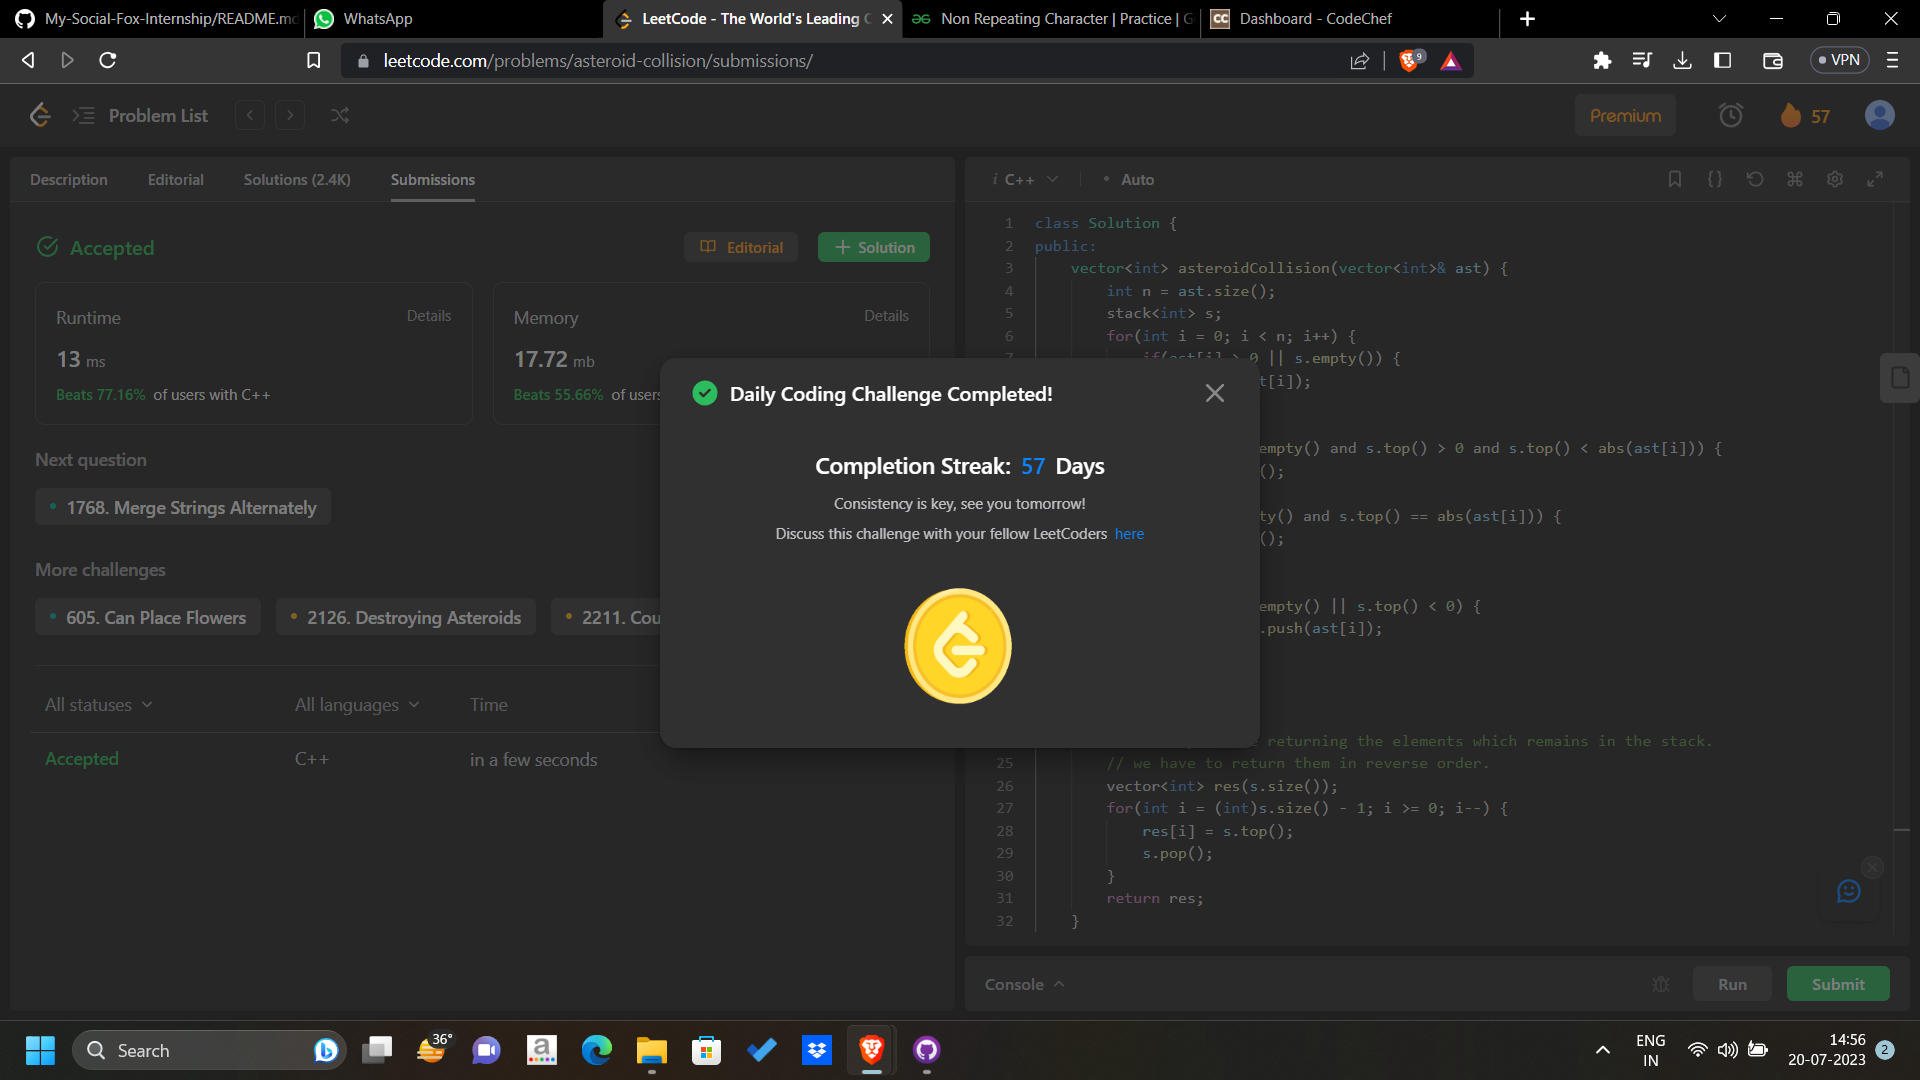 My-Social-Fox-Internship/README.md
WhatsApp
LeetCode - The World's Leading
Non Repeating Character | Practice |
CC Dashboard - CodeChef
leetcode.com/problems/asteroid-collision/submissions/
9
VPN
Problem List
Premium
57
Description Editorial Solutions (2.4K) Submissions
Accepted
Editorial
+ Solution
Runtime Details
13 ms
Beats 77.16% of users with C++
Memory Details
17.72 mb
Beats 55.66% of users
Next question
1768. Merge Strings Alternately
More challenges
605. Can Place Flowers
2126. Destroying Asteroids
2211. Cou
All statuses All languages Time
Accepted C++ in a few seconds
Daily Coding Challenge Completed!
Completion Streak: 57 Days
Consistency is key, see you tomorrow!
Discuss this challenge with your fellow LeetCoders here
i C++ • Auto
1 class Solution {
2 public:
3 vector<int> asteroidCollision(vector<int>& ast) {
4 int n = ast.size();
5 stack<int> s;
6 for(int i = 0; i < n; i++) {
7 if(ast[i] > 0 || s.empty()) {
t[i]);
empty() and s.top() > 0 and s.top() < abs(ast[i])) {
();
ty() and s.top() == abs(ast[i])) {
();
empty() || s.top() < 0) {
.push(ast[i]);
returning the elements which remains in the stack.
25 // we have to return them in reverse order.
26 vector<int> res(s.size());
27 for(int i = (int)s.size() - 1; i >= 0; i--) {
28 res[i] = s.top();
29 s.pop();
30 }
31 return res;
32 }
Console
Run
Submit
Search
36°
a
ENG
IN
14:56
20-07-2023
2